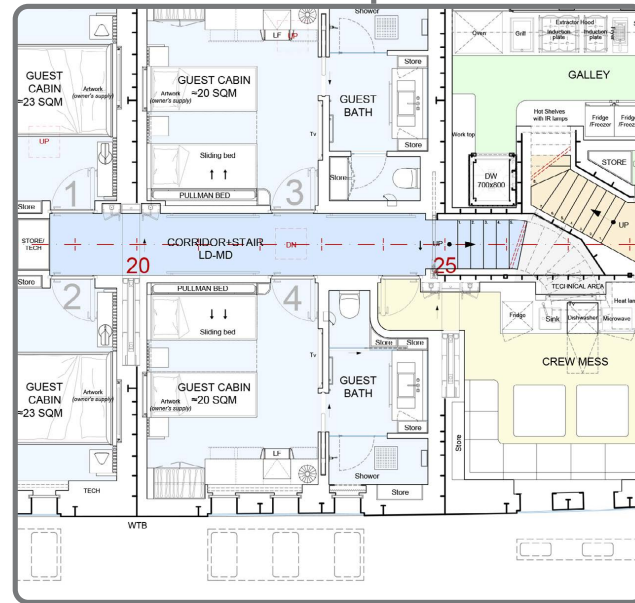 Shower
Extractor Hood
Oven
Grill
Induction
plate
Induction
plate
LF
UP
GUEST
CABIN
≈23 SQM
Artwork
(owner's supply)
Artwork
(owner's supply)
GUEST CABIN
≈20 SQM
Store
GUEST
BATH
GALLEY
Hot Shelves
with IR lamps
Fridge
/Freezer
Tv
Work top
UP
Store
STORE
Sliding bed
DW
700x800
Store
1
PULLMAN BED
3
Store
UP
STORE/
TECH
CORRIDOR+STAIR
LD-MD
DN
UP
20
25
Store
TECHNICAL AREA
2
PULLMAN BED
4
Tv
Heat lam
Sliding bed
Fridge
Sink
Dishwasher
Microwave
Store
Store
Tv
CREW MESS
GUEST
CABIN
≈23 SQM
Artwork
(owner's supply)
Artwork
(owner's supply)
GUEST CABIN
≈20 SQM
GUEST
BATH
Store
Store
LF
Shower
TECH
Store
WTB